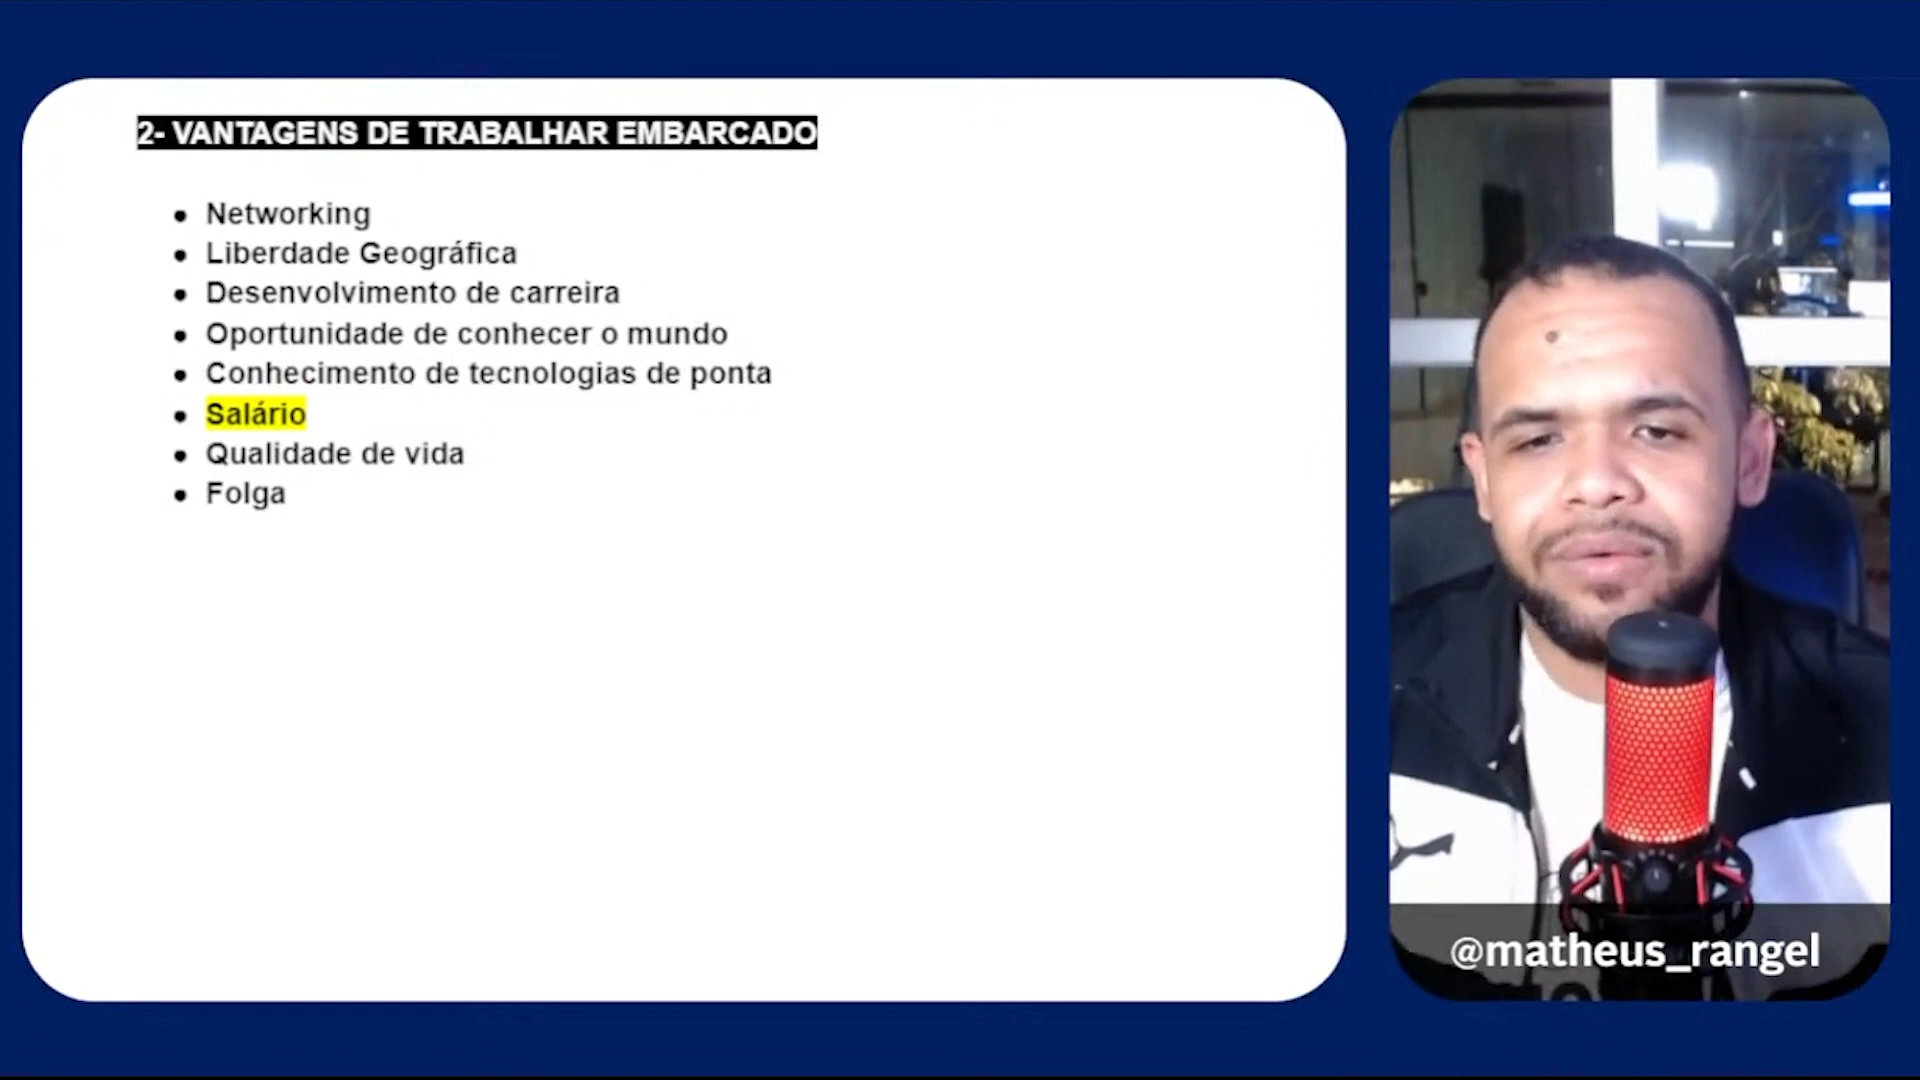 2- VANTAGENS DE TRABALHAR EMBARCADO
• Networking
• Liberdade Geográfica
• Desenvolvimento de carreira
• Oportunidade de conhecer o mundo
• Conhecimento de tecnologias de ponta
• Salário
• Qualidade de vida
• Folga
@matheus_rangel